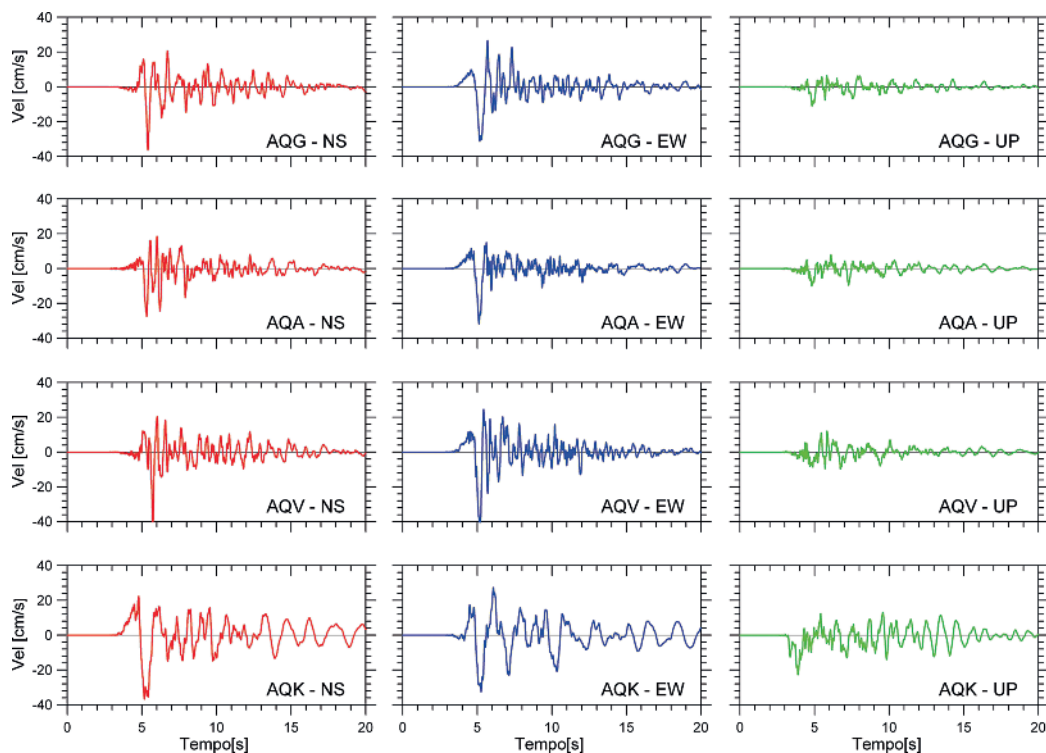 40
20
0
-20
-40
Vel [cm/s]
AQG - NS
AQG - EW
AQG - UP
40
20
0
-20
-40
Vel [cm/s]
AQA - NS
AQA - EW
AQA - UP
40
20
0
-20
-40
Vel [cm/s]
AQV - NS
AQV - EW
AQV - UP
40
20
0
-20
-40
Vel [cm/s]
AQK - NS
AQK - EW
AQK - UP
0 5 10 15 20
0 5 10 15 20
0 5 10 15 20
Tempo[s]
Tempo[s]
Tempo[s]